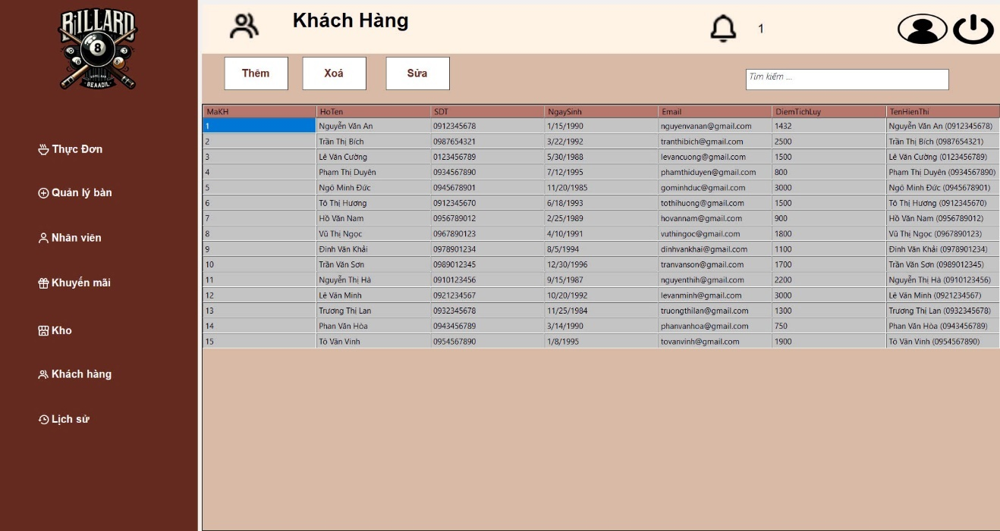 BiLLARD
8
BEAADIL
Thực Đơn
Quản lý bàn
Nhân viên
Khuyến mãi
Kho
Khách hàng
Lịch sử
Khách Hàng
1
Thêm Xoá Sửa
Tìm kiếm ...
MaKH HoTen SDT NgaySinh Email DiemTichLuy TenHienThi
1 Nguyễn Văn An 0912345678 1/15/1990 nguyenvanan@gmail.com 1432 Nguyễn Văn An (0912345678)
2 Trần Thị Bích 0987654321 3/22/1992 tranthibich@gmail.com 2500 Trần Thị Bích (0987654321)
3 Lê Văn Cường 0123456789 5/30/1988 levancuong@gmail.com 1500 Lê Văn Cường (0123456789)
4 Phạm Thị Duyên 0934567890 7/12/1995 phamthiduyen@gmail.com 800 Phạm Thị Duyên (0934567890)
5 Ngô Minh Đức 0945678901 11/20/1985 gominhduc@gmail.com 3000 Ngô Minh Đức (0945678901)
6 Tô Thị Hương 0912345670 6/18/1993 tothihuong@gmail.com 1500 Tô Thị Hương (0912345670)
7 Hồ Văn Nam 0956789012 2/25/1989 hovannam@gmail.com 900 Hồ Văn Nam (0956789012)
8 Vũ Thị Ngọc 0967890123 4/10/1991 vuthingoc@gmail.com 1800 Vũ Thị Ngọc (0967890123)
9 Đinh Văn Khải 0978901234 8/5/1994 dinhvankhai@gmail.com 1100 Đinh Văn Khải (0978901234)
10 Trần Văn Sơn 0989012345 12/30/1996 tranvanson@gmail.com 1700 Trần Văn Sơn (0989012345)
11 Nguyễn Thị Hà 0910123456 9/15/1987 nguyenthih@gmail.com 2200 Nguyễn Thị Hà (0910123456)
12 Lê Văn Minh 0921234567 10/20/1992 levanminh@gmail.com 3000 Lê Văn Minh (0921234567)
13 Trương Thị Lan 0932345678 11/25/1984 truongthilan@gmail.com 1300 Trương Thị Lan (0932345678)
14 Phan Văn Hòa 0943456789 3/14/1990 phanvanhoa@gmail.com 750 Phan Văn Hòa (0943456789)
15 Tô Văn Vinh 0954567890 1/8/1995 tovanvinh@gmail.com 1900 Tô Văn Vinh (0954567890)